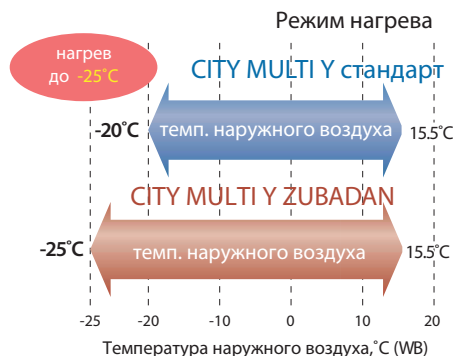 Режим нагрева
нагрев
до -25˚C
CITY MULTI Y стандарт
-20˚C
темп. наружного воздуха
15.5˚C
CITY MULTI Y ZUBADAN
-25˚C
темп. наружного воздуха
15.5˚C
-25 -20 -10 0 10 20
Температура наружного воздуха,˚C (WB)